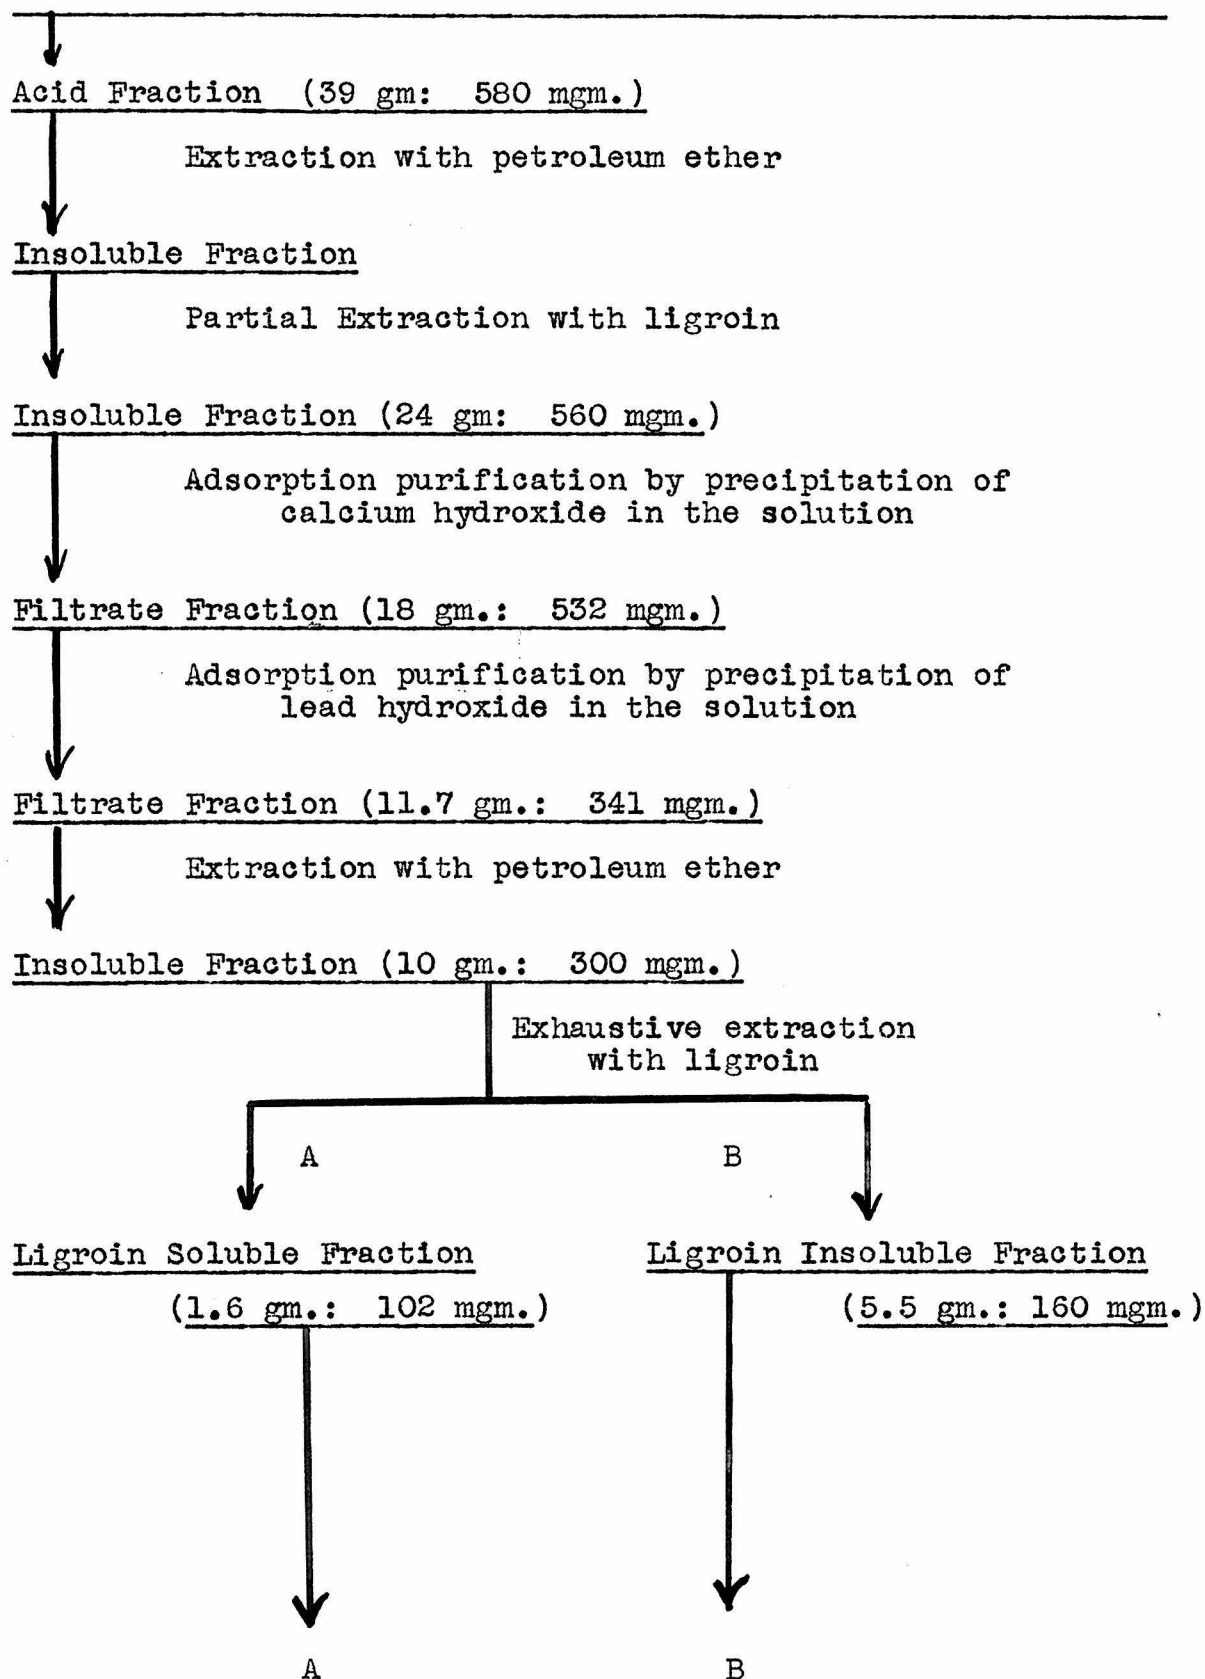 Acid Fraction (39 gm: 580 mgm.)
Extraction with petroleum ether
Insoluble Fraction
Partial Extraction with ligroin
Insoluble Fraction (24 gm: 560 mgm.)
Adsorption purification by precipitation of
calcium hydroxide in the solution
Filtrate Fraction (18 gm.: 532 mgm.)
Adsorption purification by precipitation of
lead hydroxide in the solution
Filtrate Fraction (11.7 gm.: 341 mgm.)
Extraction with petroleum ether
Insoluble Fraction (10 gm.: 300 mgm.)
Exhaustive extraction
with ligroin
A B
Ligroin Soluble Fraction Ligroin Insoluble Fraction
(1.6 gm.: 102 mgm.) (5.5 gm.: 160 mgm.)
A B